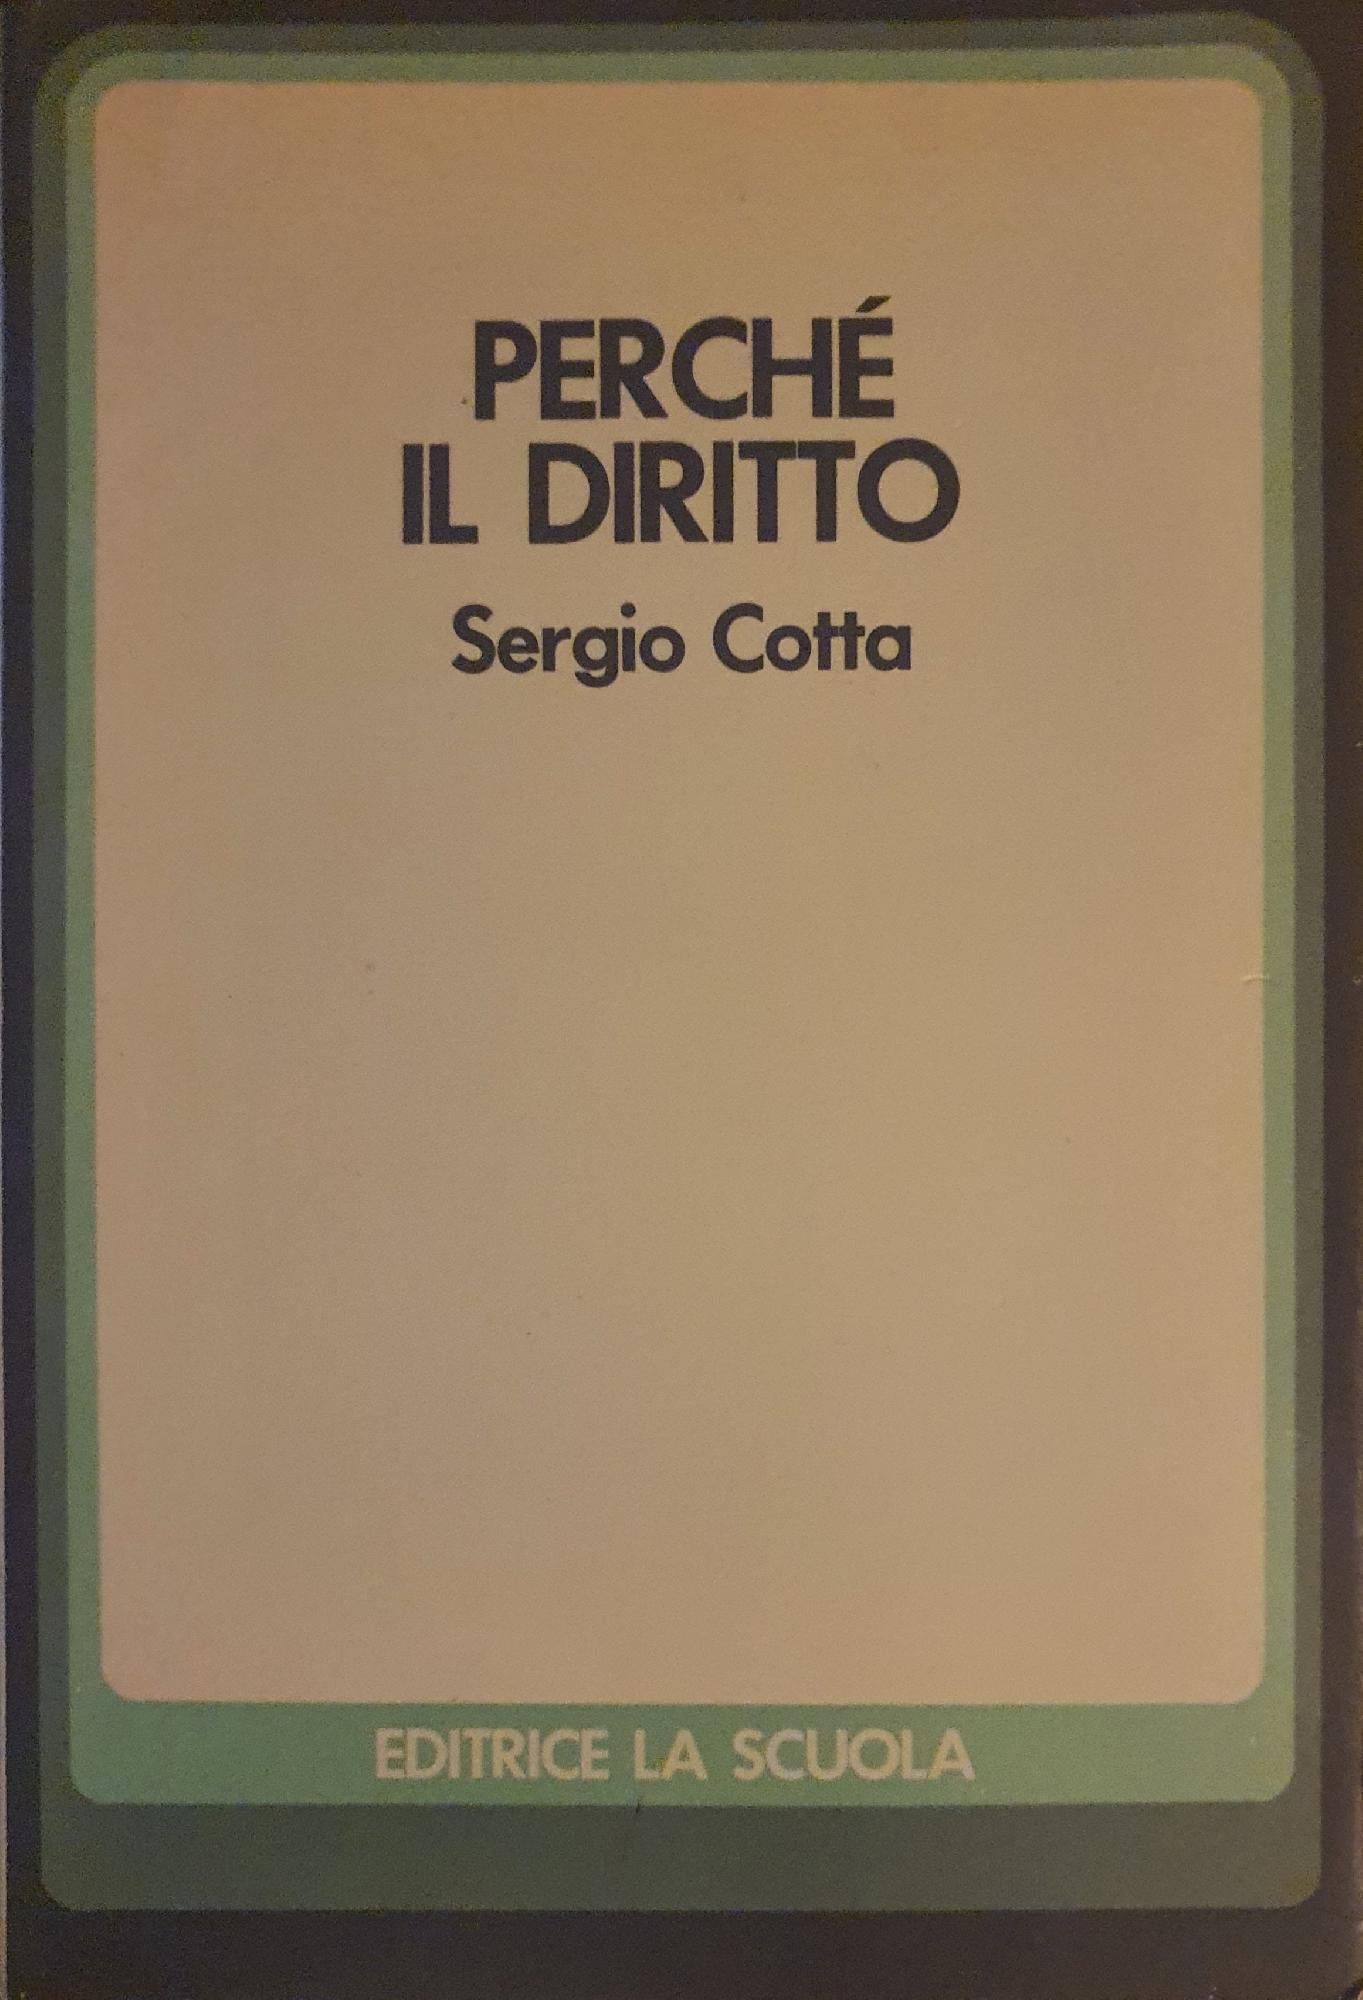 PERCHÉ
IL DIRITTO
Sergio Cotta
EDITRICE LA SCUOLA